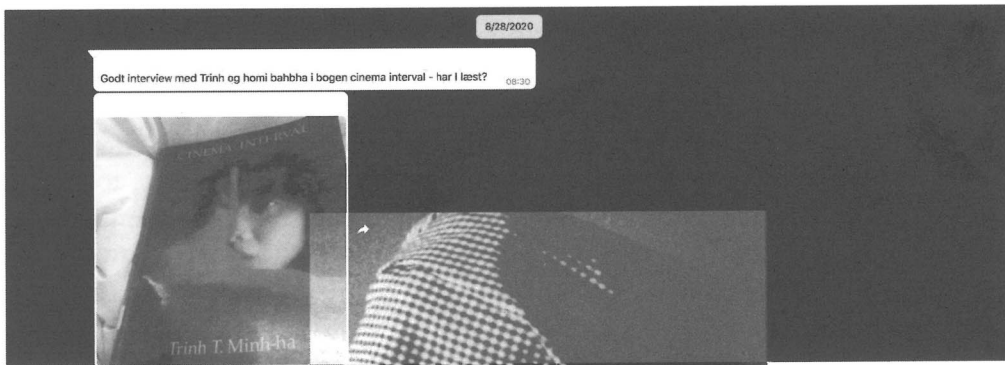 8/28/2020
Godt interview med Trinh og homi bahbha i bogen cinema interval - har I læst?
08:30
CINEMA INTERVAL
Trinh T. Minh-ha